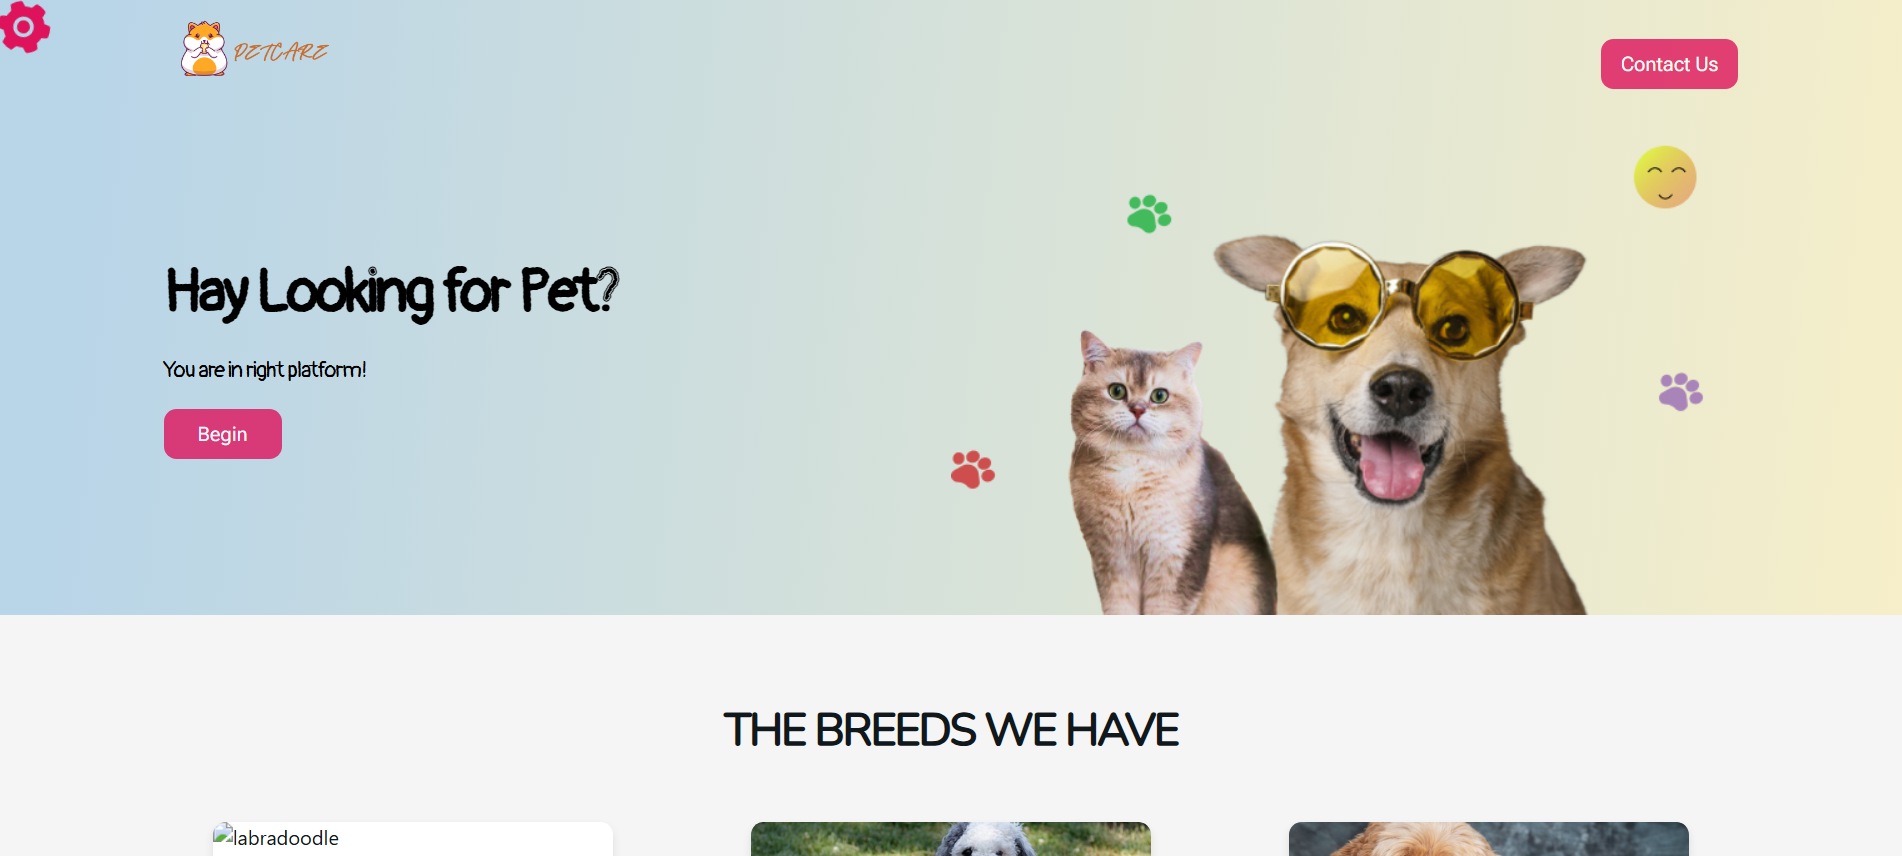 PETCARE
Contact Us
Hay Looking for Pet?
You are in right platform!
Begin
THE BREEDS WE HAVE
labradoodle